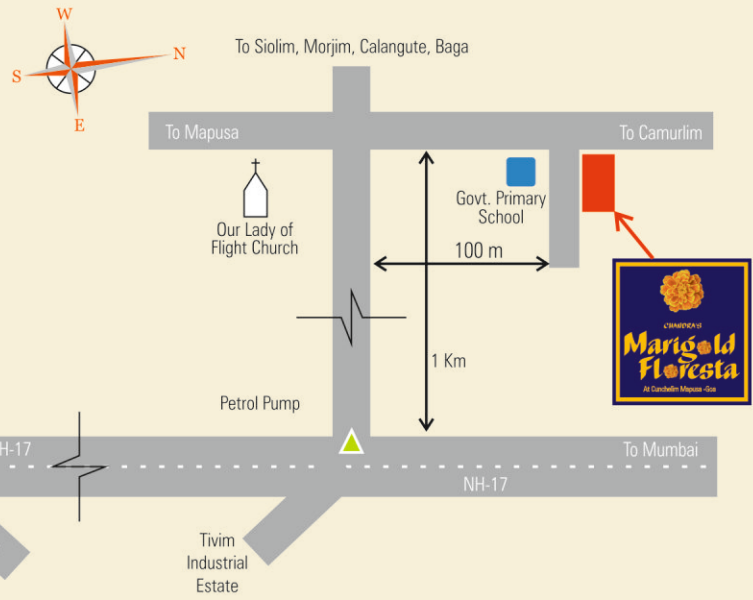 W
N
S
E
To Siolim, Morjim, Calangute, Baga
To Mapusa
To Camurlim
Our Lady of
Flight Church
Govt. Primary
School
100 m
1 Km
CHANDRA'S
Marigold
Floresta
At Cunchelim Mapusa -Goa
Petrol Pump
H-17
To Mumbai
NH-17
Tivim
Industrial
Estate